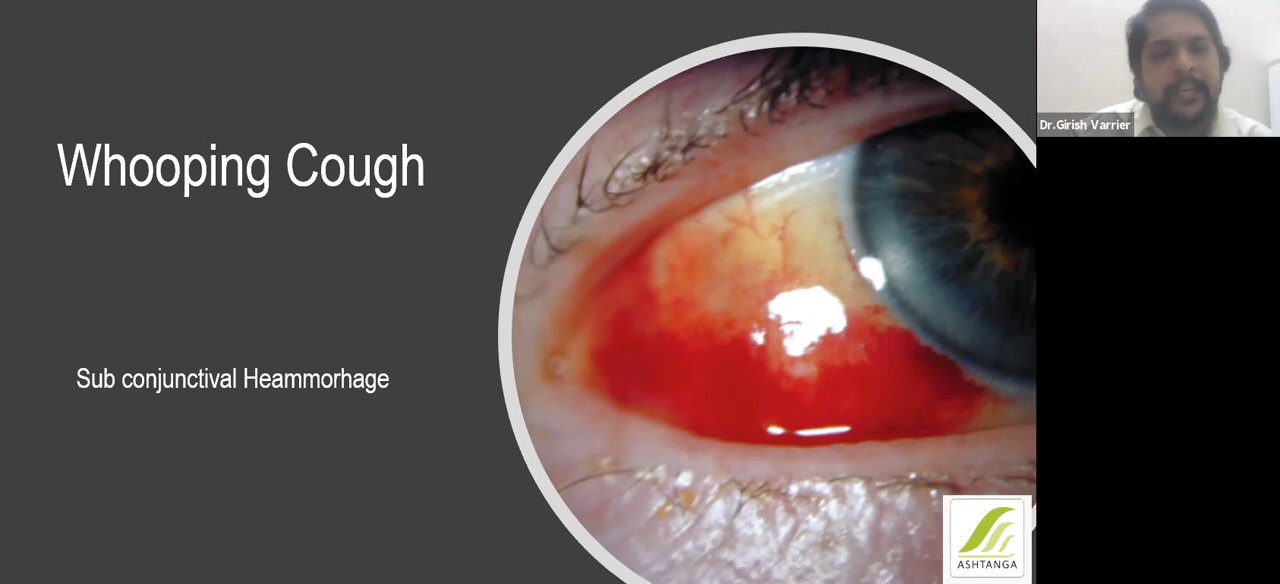 Whooping Cough
Sub conjunctival Heammorhage
Dr.Girish Varrier
ASHTANGA